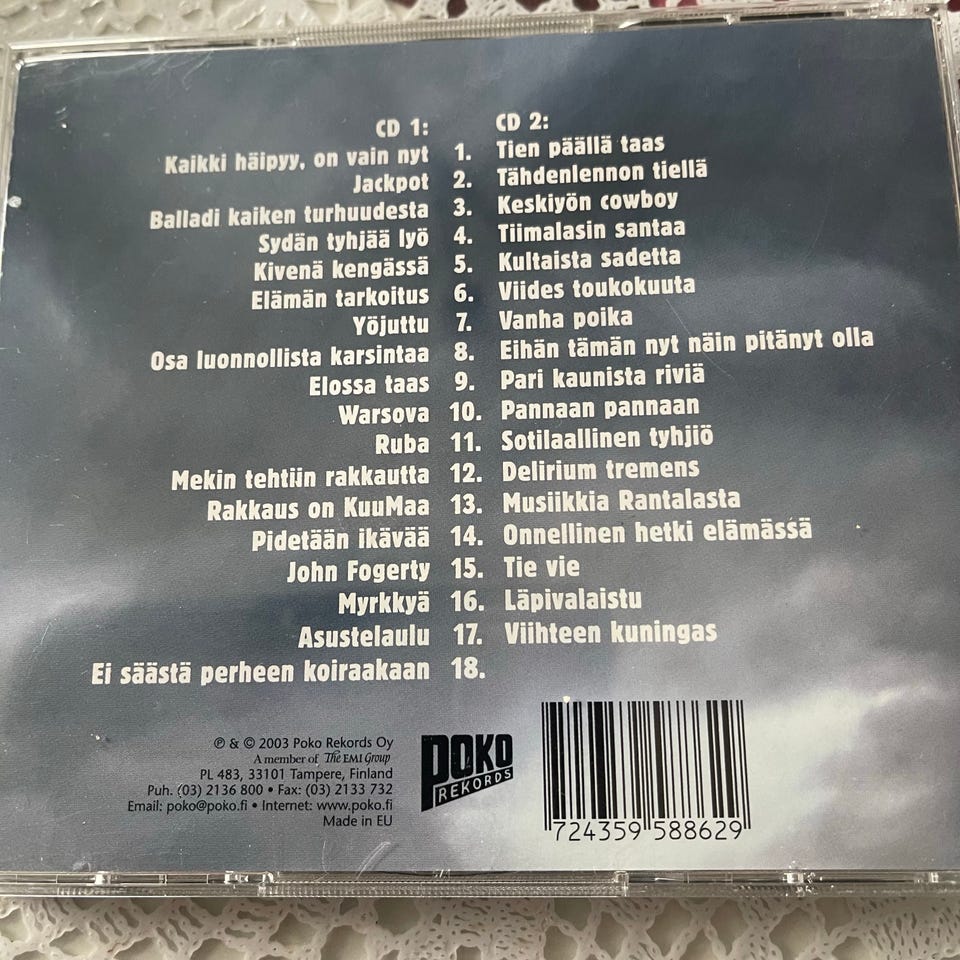 CD 1:
Kaikki häipyy, on vain nyt 1.
Jackpot 2.
Balladi kaiken turhuudesta 3.
Sydän tyhjää lyö 4.
Kivenä kengässä 5.
Elämän tarkoitus 6.
Yöjuttu 7.
Osa luonnollista karsintaa 8.
Elossa taas 9.
Warsova 10.
Ruba 11.
Mekin tehtiin rakkautta 12.
Rakkaus on KuuMaa 13.
Pidetään ikävää 14.
John Fogerty 15.
Myrkkyä 16.
Asustelaulu 17.
Ei säästä perheen koiraakaan 18.
CD 2:
Tien päällä taas
Tähdenlennon tiellä
Keskiyön cowboy
Tiimalasin santaa
Kultaista sadetta
Viides toukokuuta
Vanha poika
Eihän tämän nyt näin pitänyt olla
Pari kaunista riviä
Pannaan pannaan
Sotilaallinen tyhjiö
Delirium tremens
Musiikkia Rantalasta
Onnellinen hetki elämässä
Tie vie
Läpivalaistu
Viihteen kuningas
℗ & © 2003 Poko Rekords Oy
A member of The EMI Group
PL 483, 33101 Tampere, Finland
Puh. (03) 2136 800 • Fax: (03) 2133 732
Email: poko@poko.fi • Internet: www.poko.fi
Made in EU
POKO
REKORDS
724359 588629